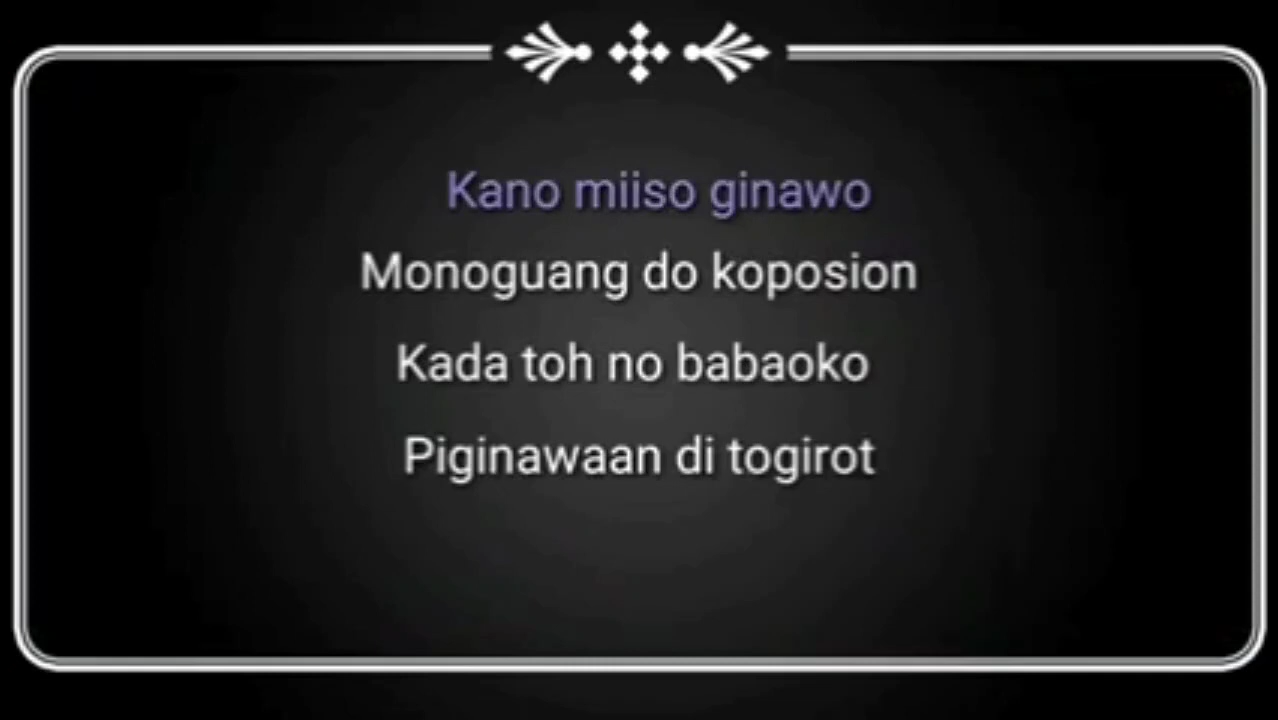 Kano miiso ginawo
Monoguang do koposion
Kada toh no babaoko
Piginawaan di togirot